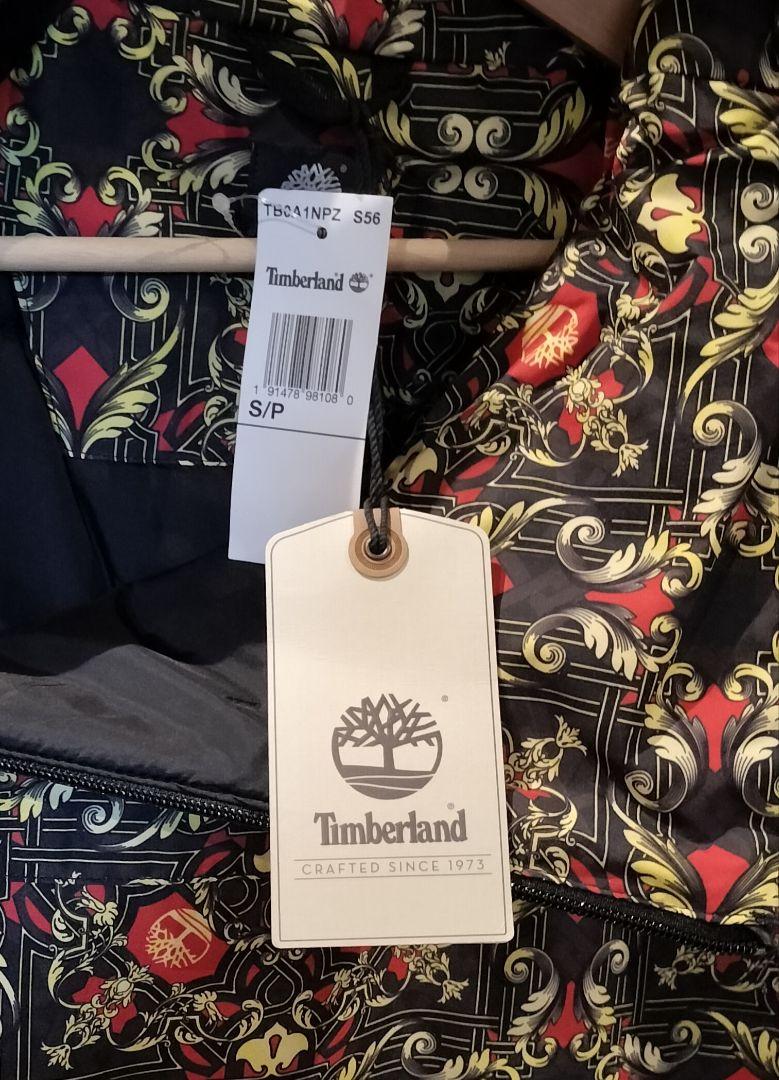 TB0A1NPZ S56
Timberland®
1 91478 98108 0
S/P
®
Timberland®
CRAFTED SINCE 1973